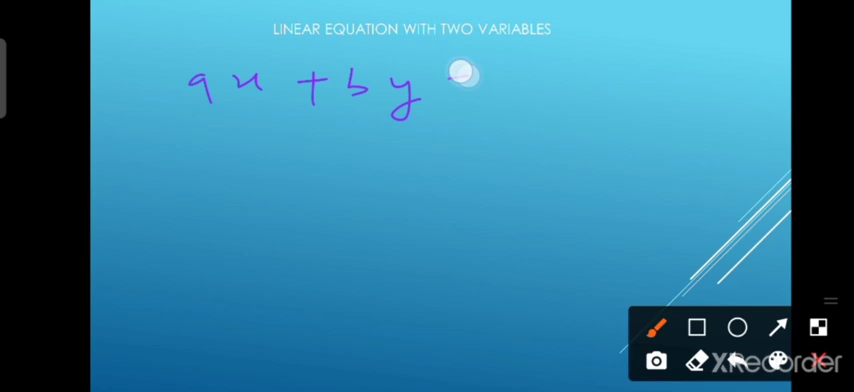 LINEAR EQUATION WITH TWO VARIABLES
ax + by
XRecorder